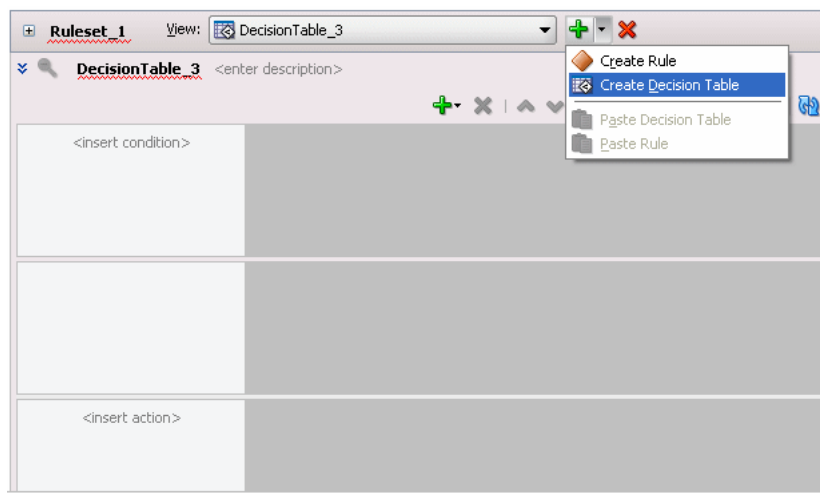 Ruleset_1 View: DecisionTable_3
Create Rule
DecisionTable_3 <enter description>
Create Decision Table
Paste Decision Table
Paste Rule
<insert condition>
<insert action>